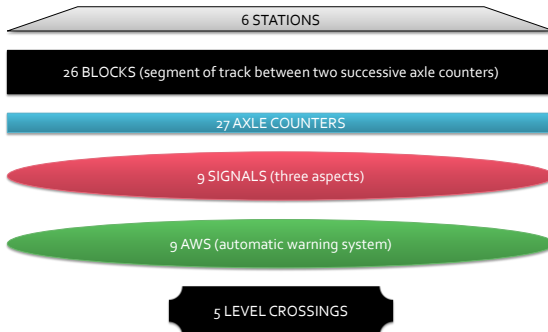 6 STATIONS
26 BLOCKS (segment of track between two successive axle counters)
27 AXLE COUNTERS
9 SIGNALS (three aspects)
9 AWS (automatic warning system)
5 LEVEL CROSSINGS